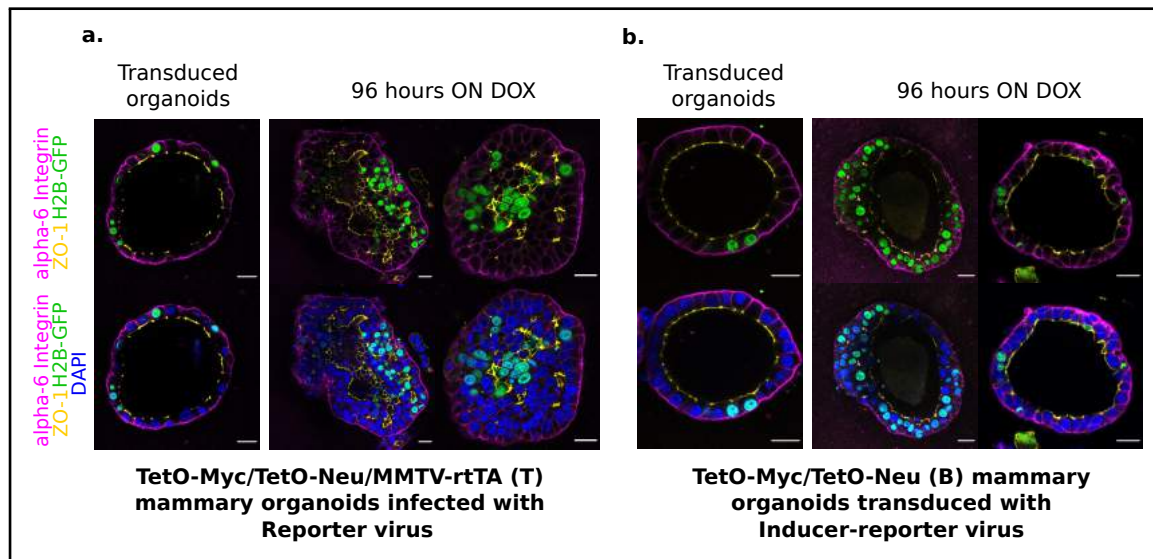 a.
Transduced
organoids
96 hours ON DOX
alpha-6 Integrin
ZO-1 H2B-GFP
alpha-6 Integrin
ZO-1 H2B-GFP
DAPI
TetO-Myc/TetO-Neu/MMTV-rtTA (T)
mammary organoids infected with
Reporter virus
b.
Transduced
organoids
96 hours ON DOX
TetO-Myc/TetO-Neu (B) mammary
organoids transduced with
Inducer-reporter virus